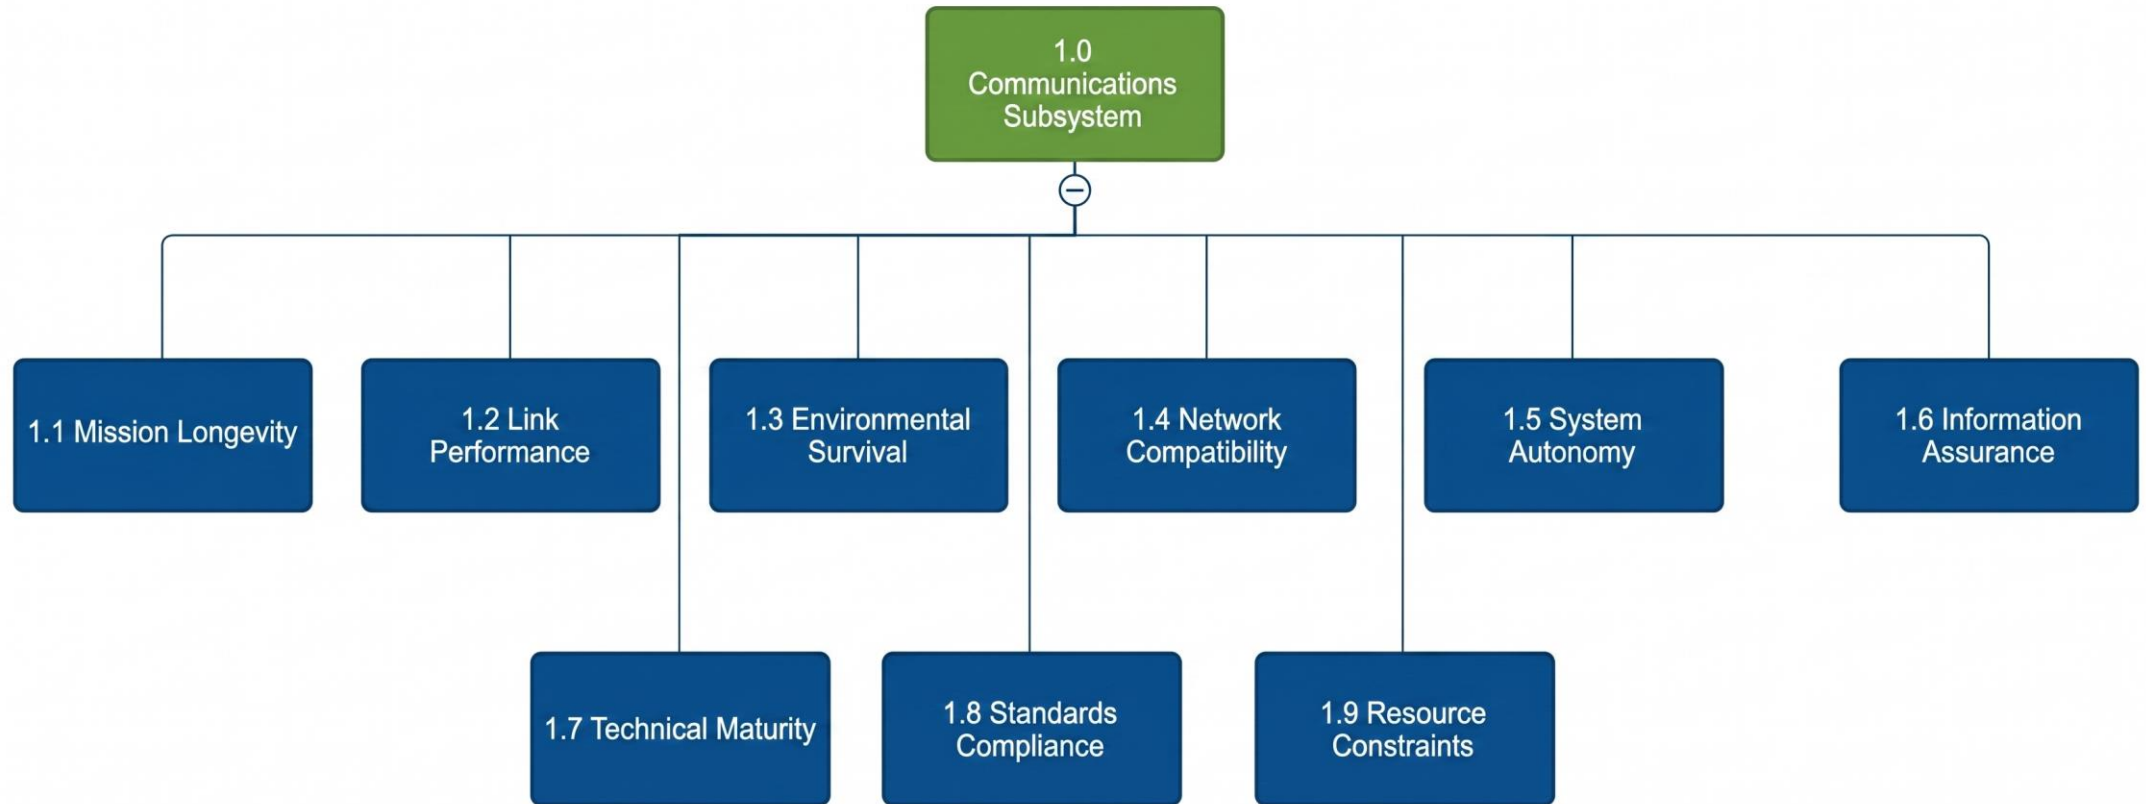 1.0
Communications
Subsystem
1.1 Mission Longevity
1.2 Link
Performance
1.3 Environmental
Survival
1.4 Network
Compatibility
1.5 System
Autonomy
1.6 Information
Assurance
1.7 Technical Maturity
1.8 Standards
Compliance
1.9 Resource
Constraints